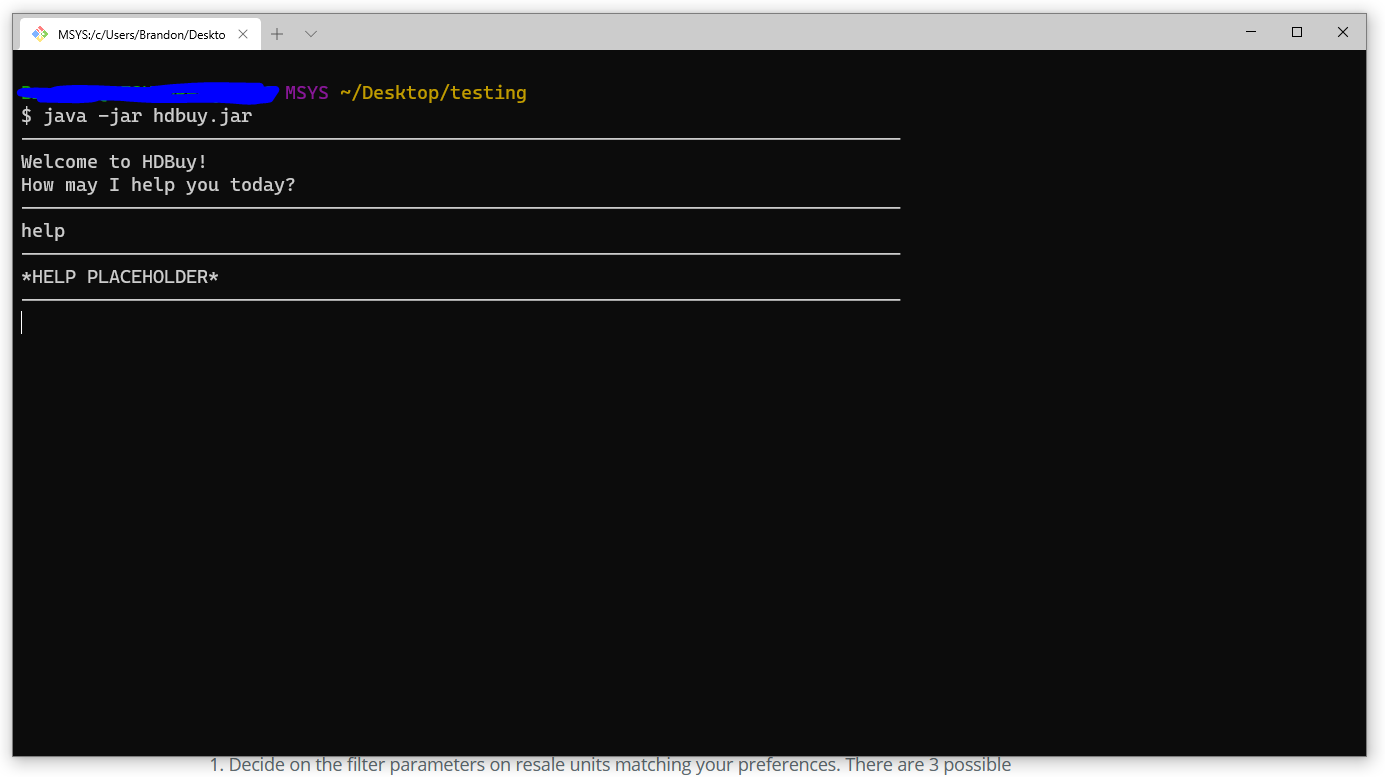 MSYS:/c/Users/Brandon/Deskto
MSYS ~/Desktop/testing
$ java -jar hdbuy.jar
Welcome to HDBuy!
How may I help you today?
help
*HELP PLACEHOLDER*
1. Decide on the filter parameters on resale units matching your preferences. There are 3 possible